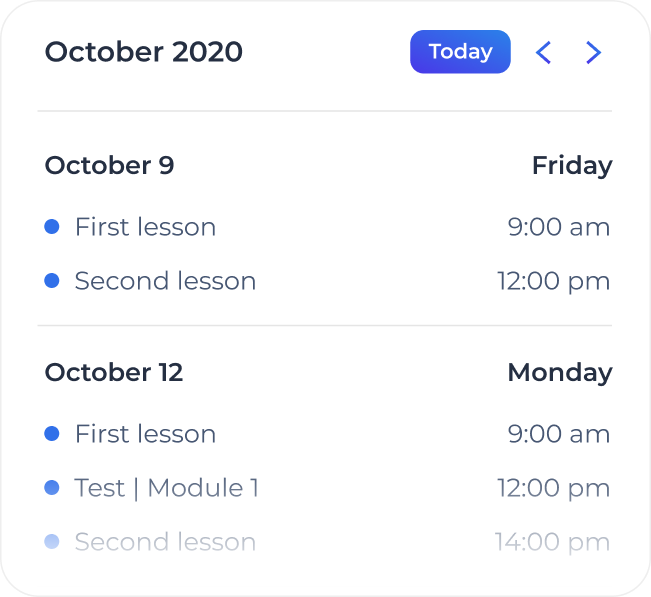 October 2020 Today
October 9 Friday
First lesson 9:00 am
Second lesson 12:00 pm
October 12 Monday
First lesson 9:00 am
Test | Module 1 12:00 pm
Second lesson 14:00 pm